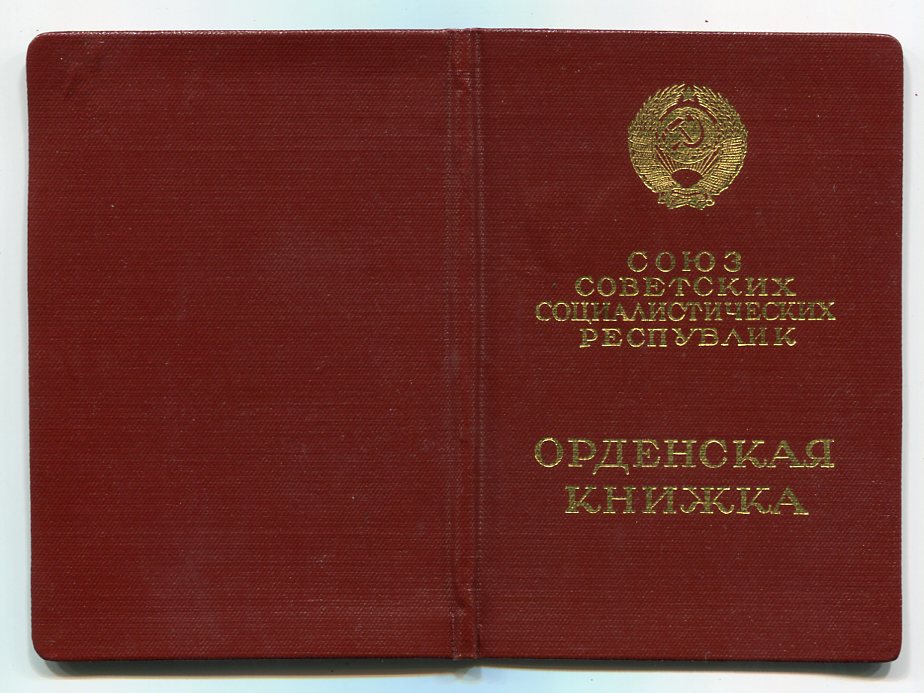 СОЮЗ
СОВЕТСКИХ
СОЦИАЛИСТИЧЕСКИХ
РЕСПУБЛИК
ОРДЕНСКАЯ
КНИЖКА